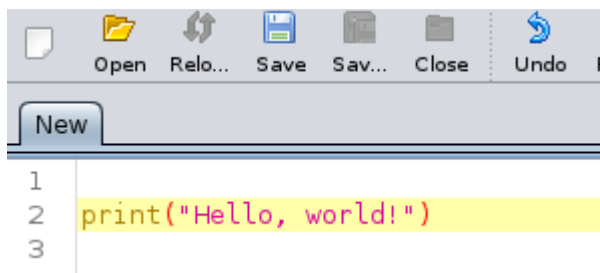 Open Relo... Save Sav... Close Undo
New
1
2 print("Hello, world!")
3